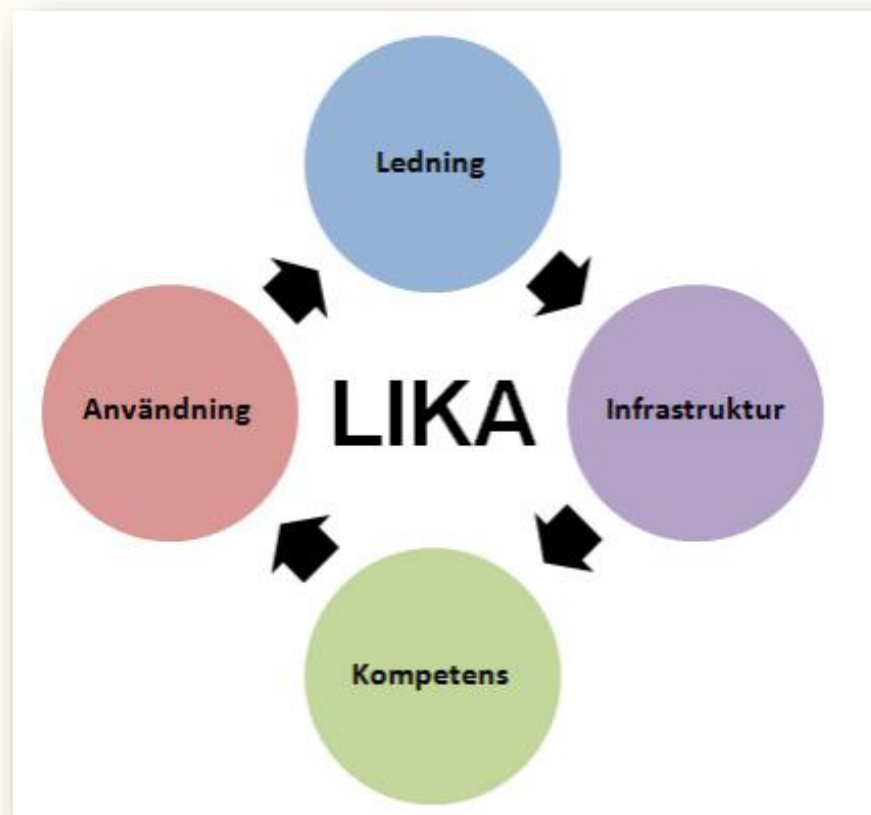 Ledning
Användning
LIKA
Infrastruktur
Kompetens